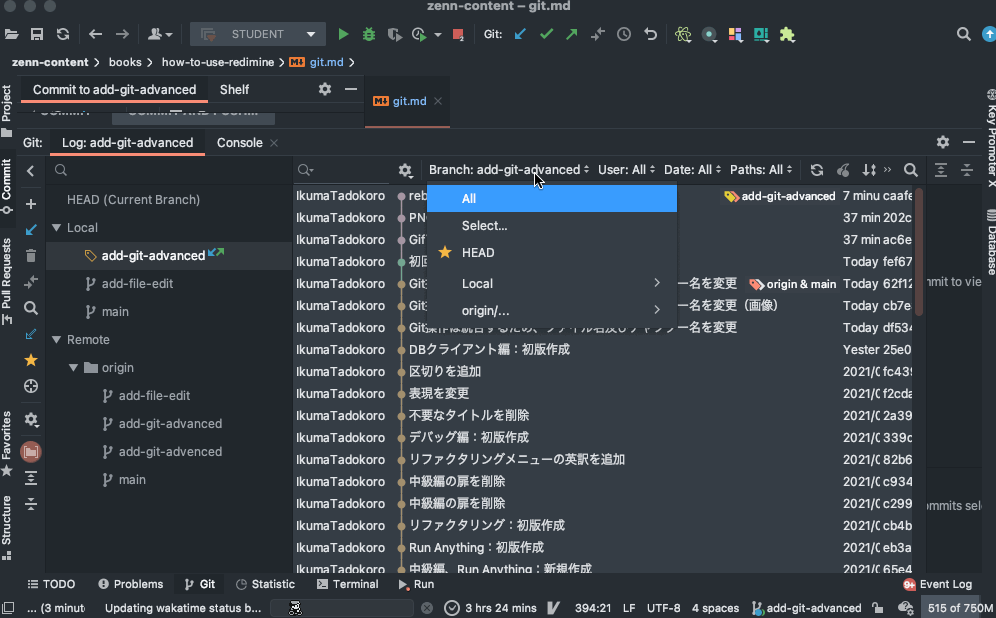 zenn-content – git.md
STUDENT
Git:
zenn-content
books
how-to-use-redimine
git.md
Commit to add-git-advanced
Shelf
git.md
Git:
Log: add-git-advanced
Console
Branch: add-git-advanced
User: All
Date: All
Paths: All
HEAD (Current Branch)
Local
add-git-advanced
add-file-edit
main
Remote
origin
add-file-edit
add-git-advanced
add-git-advenced
main
All
Select...
HEAD
Local
origin/...
IkumaTadokoro reb add-git-advanced 7 minu caafe
IkumaTadokoro PN 37 min 202c
IkumaTadokoro Gif 37 min ac6e
IkumaTadokoro 初回 Today fef67
IkumaTadokoro Git ー名を変更 origin & main Today 62f12
IkumaTadokoro Git ー名を変更（画像） Today cb7e
IkumaTadokoro Git操作は統合するため、ファイル名及びチャプター名を変更 Today df534
IkumaTadokoro DBクライアント編：初版作成 Yester 25e0
IkumaTadokoro 区切りを追加 2021/0 fc439
IkumaTadokoro 表現を変更 2021/0 f2cda
IkumaTadokoro 不要なタイトルを削除 2021/0 2a39
IkumaTadokoro デバッグ編：初版作成 2021/0 339c
IkumaTadokoro リファクタリングメニューの英訳を追加 2021/0 82b6
IkumaTadokoro 中級編の扉を削除 2021/0 c934
IkumaTadokoro 中級編の扉を削除 2021/0 c299
IkumaTadokoro リファクタリング：初版作成 2021/0 cb4b
IkumaTadokoro Run Anything：初版作成 2021/0 eb3a
IkumaTadokoro 中級編、Run Anything：新規作成 2021/0 65e4
mmit to vie
ommits sel
Project
Commit
Pull Requests
Favorites
Structure
Key Promoter X
Database
TODO
Problems
Git
Statistic
Terminal
Run
9+
Event Log
... (3 minut
Updating wakatime status b...
3 hrs 24 mins
394:21
LF
UTF-8
4 spaces
add-git-advanced
515 of 750M